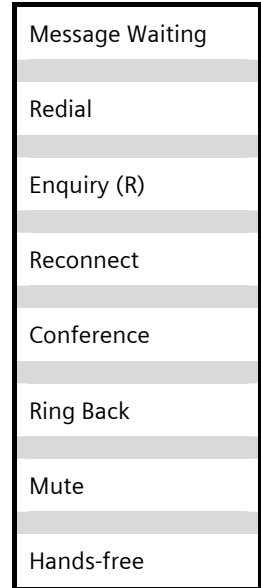 Message Waiting
Redial
Enquiry (R)
Reconnect
Conference
Ring Back
Mute
Hands-free